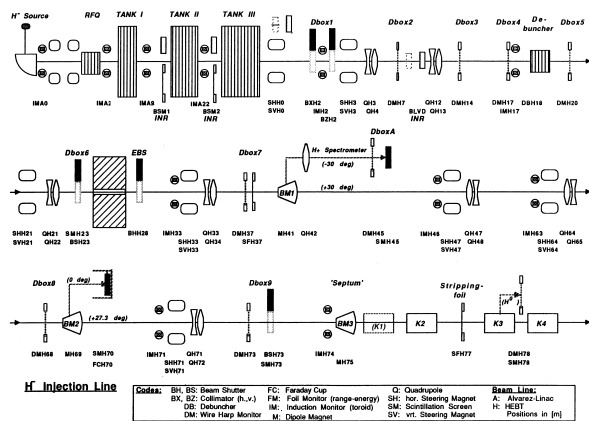 H⁻ Source
RFQ
TANK I
TANK II
TANK III
Dbox1
Dbox2
Dbox3
Dbox4
De-
buncher
Dbox5
IMA0
IMA9
BSM1
INR
IMA22
BSM2
INR
SHH0
SVH0
BXH2
IMH2
BZH2
SHH3
SVH3
QH3
QH4
DMH7
BLVD
INR
QH12
QH13
DMH14
DMH17
IMH17
DBH18
DMH20
Dbox6
EBS
Dbox7
H+ Spectrometer
(-30 deg)
DboxA
BM1
(+30 deg)
SHH21
SVH21
QH21
QH22
SMH23
BSH23
BHH26
IMH33
SHH33
SVH33
QH33
QH34
DMH37
SFH37
MH41
QH42
DMH45
SMH45
IMH46
SHH47
SVH47
QH47
QH48
IMH63
SHH64
SVH64
QH64
QH65
Dbox8
(0 deg)
Dbox9
'Septum'
Stripping-
foil
(H⁰)
BM2
(+27.3 deg)
BM3
(K1)
K2
K3
K4
DMH68
MH69
SMH70
FCH70
IMH71
SHH71
SVH71
QH71
QH72
DMH73
BSH73
SMH73
IMH74
MH75
SFH77
DMH78
SMH78
H⁻ Injection Line
Codes: BH, BS: Beam Shutter FC: Faraday Cup Q: Quadrupole Beam Line:
BX, BZ: Collimator (h.,v.) FM: Foil Monitor (range-energy) SH: hor. Steering Magnet A: Alvarez-Linac
DB: Debuncher IM: Induction Monitor (toroid) SM: Scintillation Screen H: HEBT
DM: Wire Harp Monitor M: Dipole Magnet SV: vrt. Steering Magnet Positions in [m]